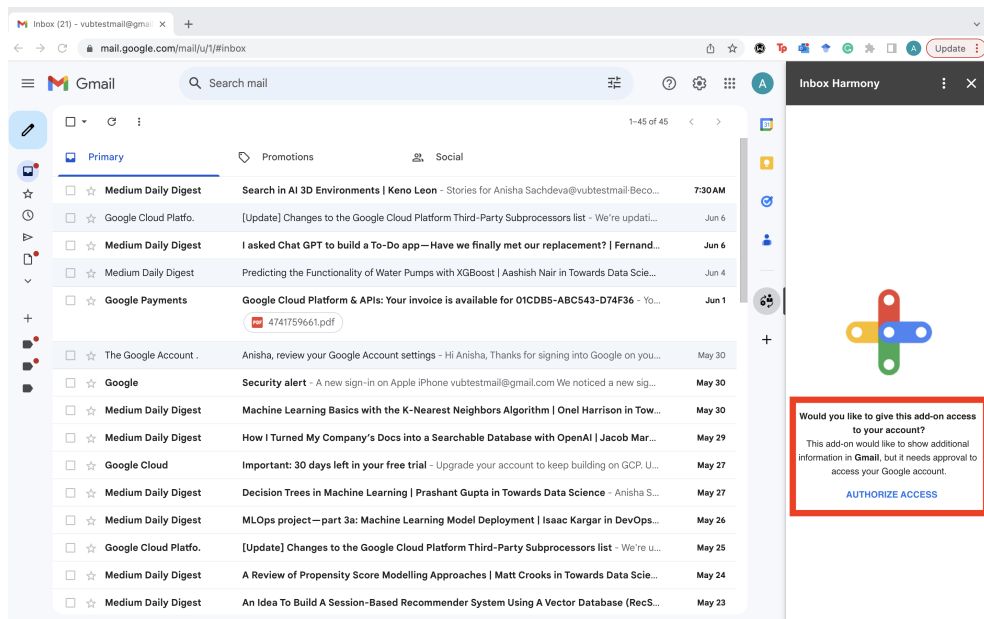 Inbox (21) - vubtestmail@gmai
mail.google.com/mail/u/1/#inbox
Tp
A
Update
Gmail
Search mail
A
Inbox Harmony
1–45 of 45
31
Primary
Promotions
Social
Medium Daily Digest Search in AI 3D Environments | Keno Leon - Stories for Anisha Sachdeva@vubtestmail·Beco... 7:30 AM
Google Cloud Platfo. [Update] Changes to the Google Cloud Platform Third-Party Subprocessors list - We're updati... Jun 6
Medium Daily Digest I asked Chat GPT to build a To-Do app—Have we finally met our replacement? | Fernand... Jun 6
Medium Daily Digest Predicting the Functionality of Water Pumps with XGBoost | Aashish Nair in Towards Data Scie... Jun 4
Google Payments Google Cloud Platform & APIs: Your invoice is available for 01CDB5-ABC543-D74F36 - Yo... Jun 1
PDF 4741759661.pdf
The Google Account . Anisha, review your Google Account settings - Hi Anisha, Thanks for signing into Google on you... May 30
Google Security alert - A new sign-in on Apple iPhone vubtestmail@gmail.com We noticed a new sig... May 30
Medium Daily Digest Machine Learning Basics with the K-Nearest Neighbors Algorithm | Onel Harrison in Tow... May 30
Medium Daily Digest How I Turned My Company's Docs into a Searchable Database with OpenAI | Jacob Mar... May 29
Google Cloud Important: 30 days left in your free trial - Upgrade your account to keep building on GCP. U... May 27
Medium Daily Digest Decision Trees in Machine Learning | Prashant Gupta in Towards Data Science - Anisha S... May 27
Medium Daily Digest MLOps project—part 3a: Machine Learning Model Deployment | Isaac Kargar in DevOps... May 26
Google Cloud Platfo. [Update] Changes to the Google Cloud Platform Third-Party Subprocessors list - We're u... May 25
Medium Daily Digest A Review of Propensity Score Modelling Approaches | Matt Crooks in Towards Data Scie... May 24
Medium Daily Digest An Idea To Build A Session-Based Recommender System Using A Vector Database (RecS... May 23
Would you like to give this add-on access
to your account?
This add-on would like to show additional
information in Gmail, but it needs approval to
access your Google account.
AUTHORIZE ACCESS